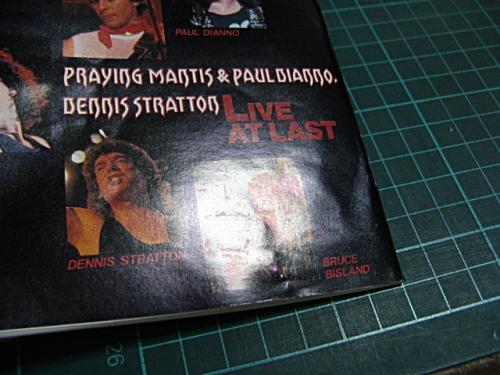 PAUL DIANNO
PRAYING MANTIS & PAUL DIANNO,
DENNIS STRATTON LIVE
AT LAST
DENNIS STRATTON
BRUCE
BISLAND
26